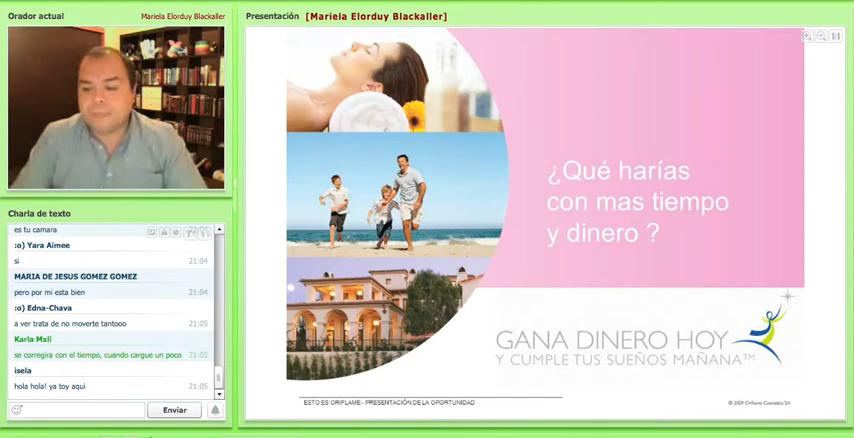 Orador actual
Mariela Elorduy Blackaller
Presentación [Mariela Elorduy Blackaller]
1:1
Charla de texto
es tu camara
:o) Yara Aimee
si 21:04
MARIA DE JESUS GOMEZ GOMEZ
pero por mi esta bien 21:04
:o) Edna-Chava
a ver trata de no moverte tantooo 21:05
Karla Mxli
se corregira con el tiempo, cuando cargue un poco 21:05
isela
hola hola! ya toy aqui 21:05
Enviar
¿Qué harías
con mas tiempo
y dinero ?
GANA DINERO HOY
Y CUMPLE TUS SUEÑOS MAÑANA™
ESTO ES ORIFLAME - PRESENTACIÓN DE LA OPORTUNIDAD
© 2009 Oriflame Cosmetics SA